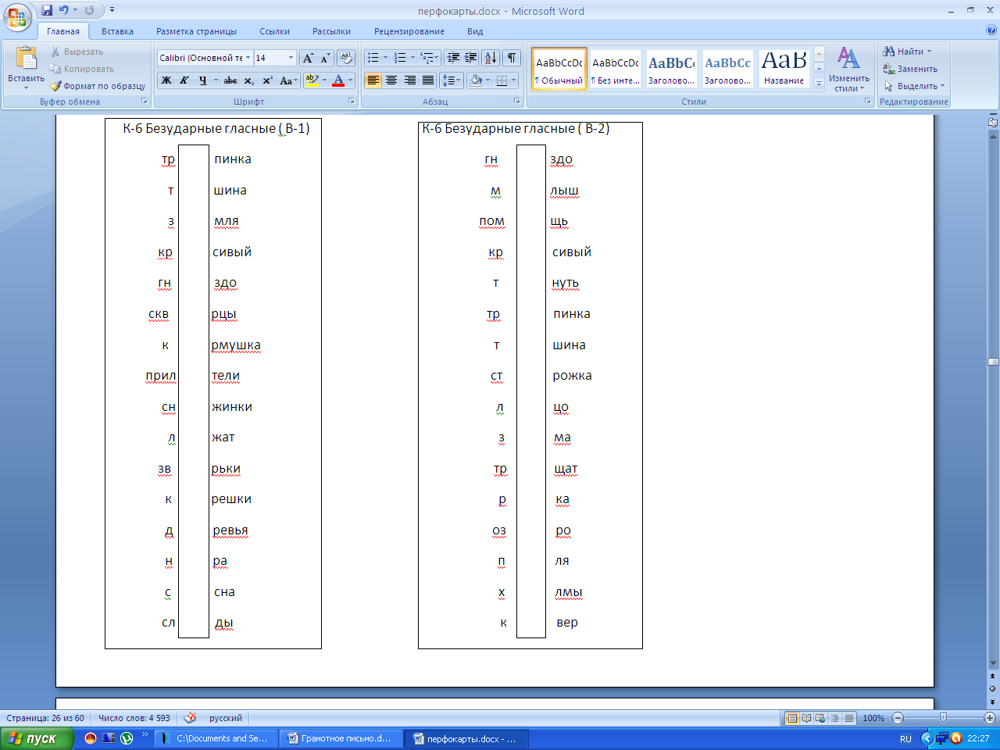 перфокарты.docx - Microsoft Word
Главная Вставка Разметка страницы Ссылки Рассылки Рецензирование Вид
Вставить
Вырезать
Копировать
Формат по образцу
Буфер обмена
Calibri (Основной те 14
Ж К Ч abc x₂ x² Aa
Шрифт
Абзац
AaBbCcDc AaBbCcDc AaBbC AaBbCc AaB
¶ Обычный ¶ Без инте... Заголово... Заголово... Название
Изменить стили
Стили
Найти
Заменить
Выделить
Редактирование
К-6 Безударные гласные ( В-1)
тр пинка
т шина
з мля
кр сивый
гн здо
скв рцы
к рмушка
прил тели
сн жинки
л жат
зв рьки
к решки
д ревья
н ра
с сна
сл ды
К-6 Безударные гласные ( В-2)
гн здо
м лыш
пом щь
кр сивый
т нуть
тр пинка
т шина
ст рожка
л цо
з ма
тр щат
р ка
оз ро
п ля
х лмы
к вер
Страница: 26 из 60 Число слов: 4 593 русский 100%
пуск C:\Documents and Se... Грамотное письмо.d... перфокарты.docx - ... RU 22:27